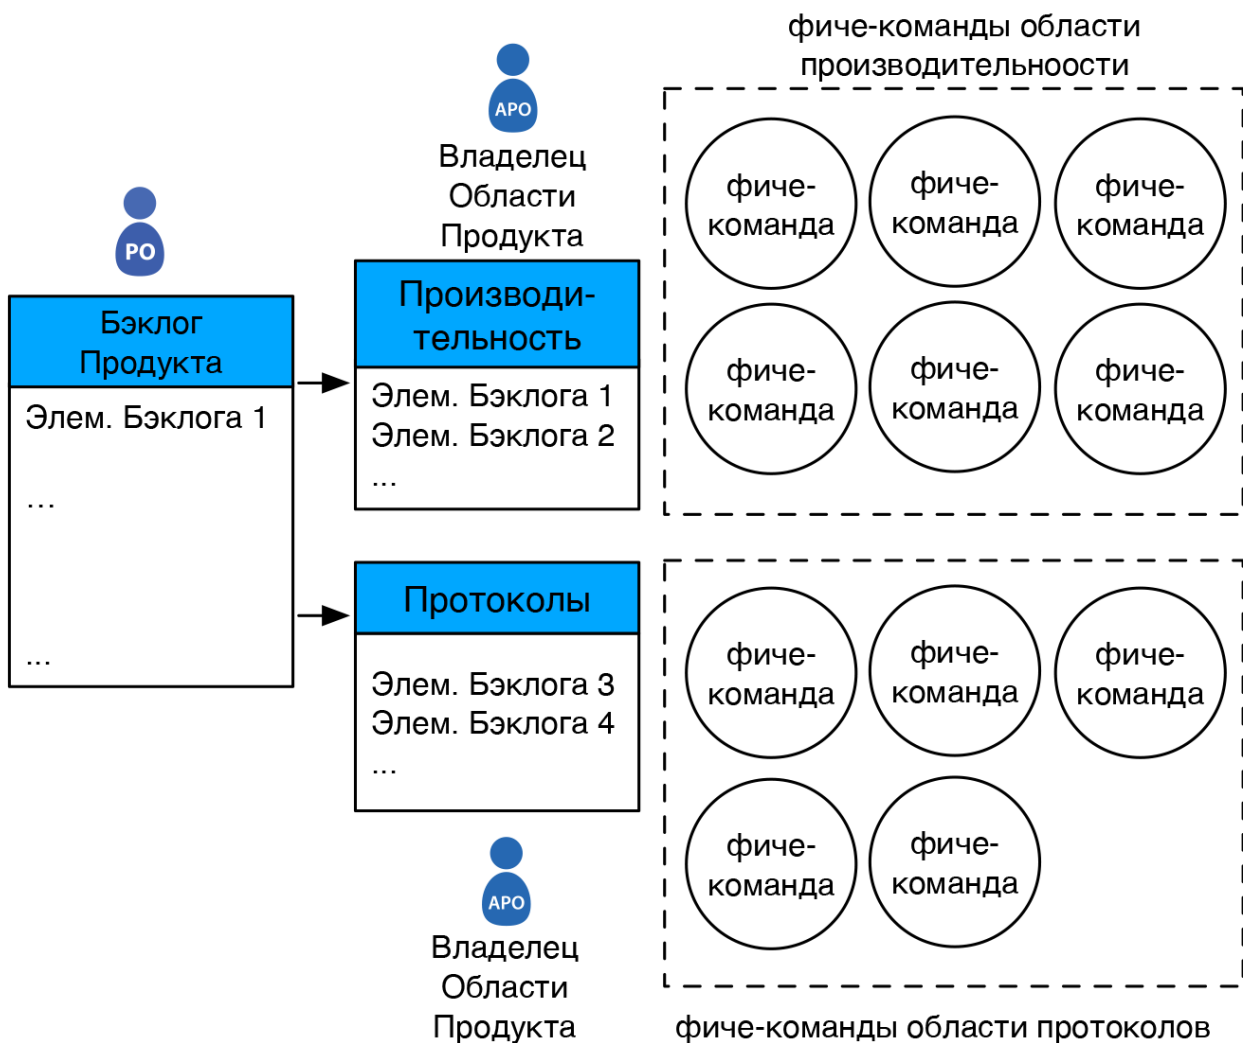 фиче-команды области
производительноости
APO
Владелец
Области
Продукта
PO
Бэклог
Продукта
Элем. Бэклога 1
...
...
Производи-
тельность
Элем. Бэклога 1
Элем. Бэклога 2
...
фиче-
команда
фиче-
команда
фиче-
команда
фиче-
команда
фиче-
команда
фиче-
команда
Протоколы
Элем. Бэклога 3
Элем. Бэклога 4
...
APO
Владелец
Области
Продукта
фиче-
команда
фиче-
команда
фиче-
команда
фиче-
команда
фиче-
команда
фиче-команды области протоколов